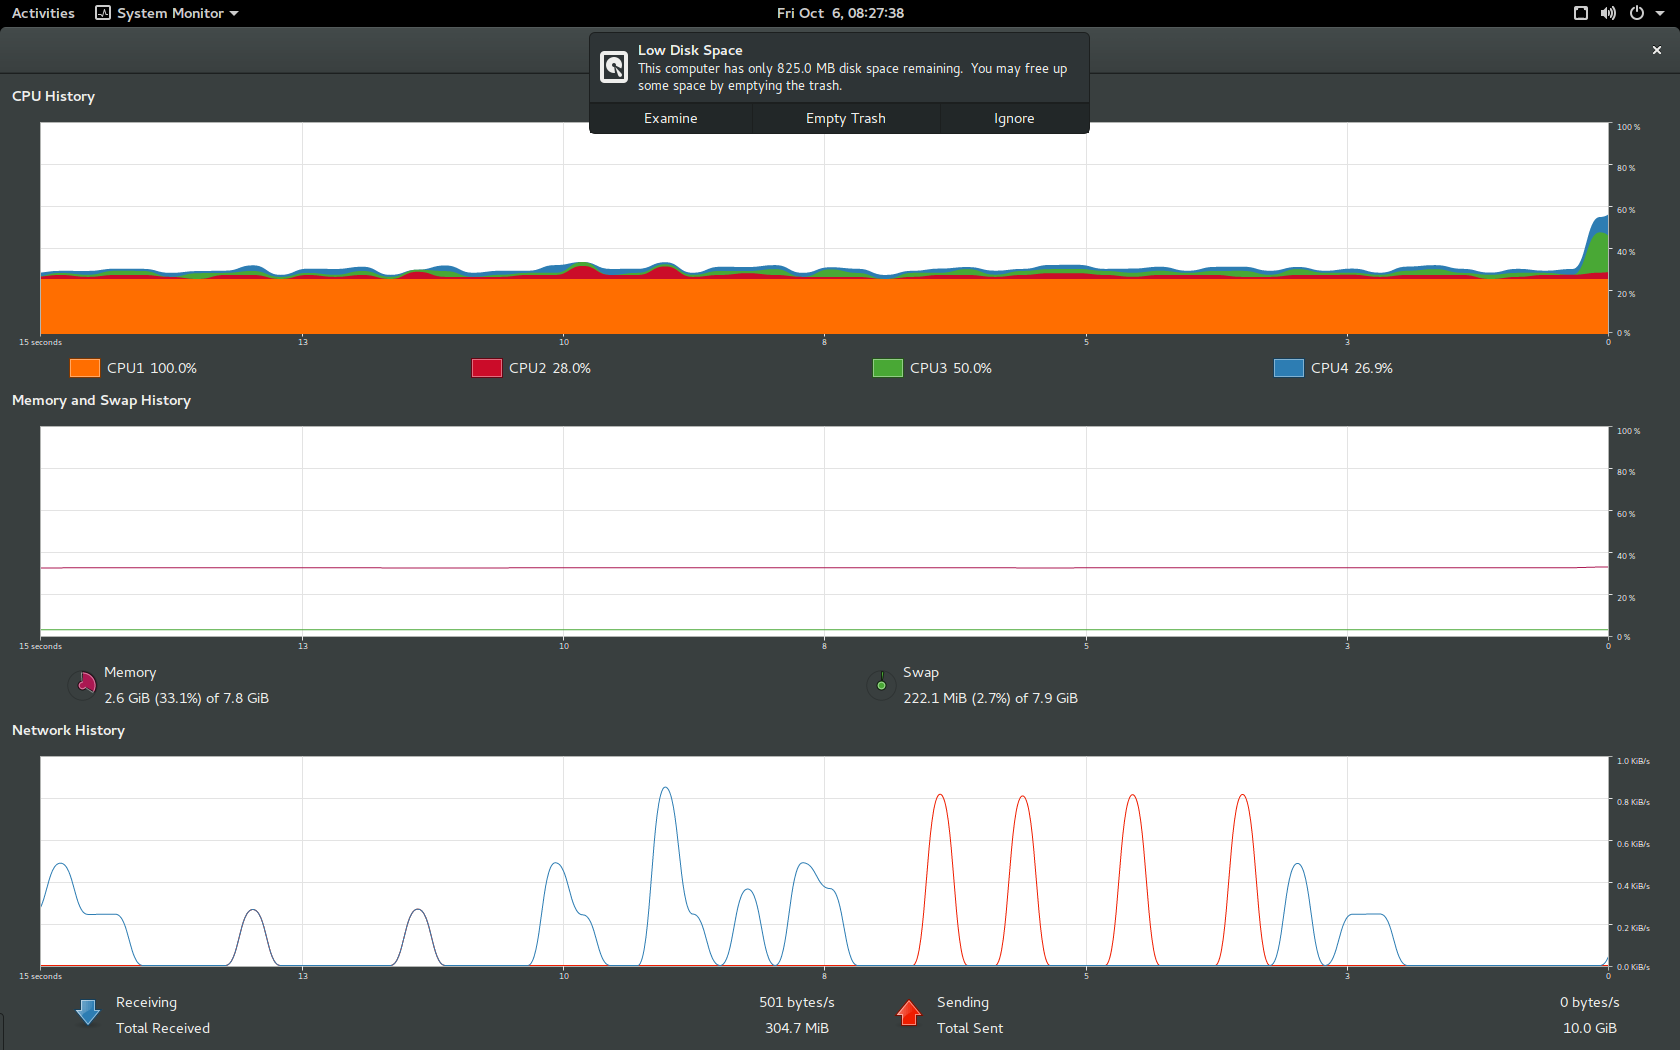 Activities System Monitor Fri Oct 6, 08:27:38
Low Disk Space
This computer has only 825.0 MB disk space remaining. You may free up
some space by emptying the trash.
Examine Empty Trash Ignore
CPU History
100 %
80 %
60 %
40 %
20 %
0 %
15 seconds 13 10 8 5 3 0
CPU1 100.0% CPU2 28.0% CPU3 50.0% CPU4 26.9%
Memory and Swap History
100 %
80 %
60 %
40 %
20 %
0 %
15 seconds 13 10 8 5 3 0
Memory Swap
2.6 GiB (33.1%) of 7.8 GiB 222.1 MiB (2.7%) of 7.9 GiB
Network History
1.0 KiB/s
0.8 KiB/s
0.6 KiB/s
0.4 KiB/s
0.2 KiB/s
0.0 KiB/s
15 seconds 13 10 8 5 3 0
Receiving 501 bytes/s Sending 0 bytes/s
Total Received 304.7 MiB Total Sent 10.0 GiB